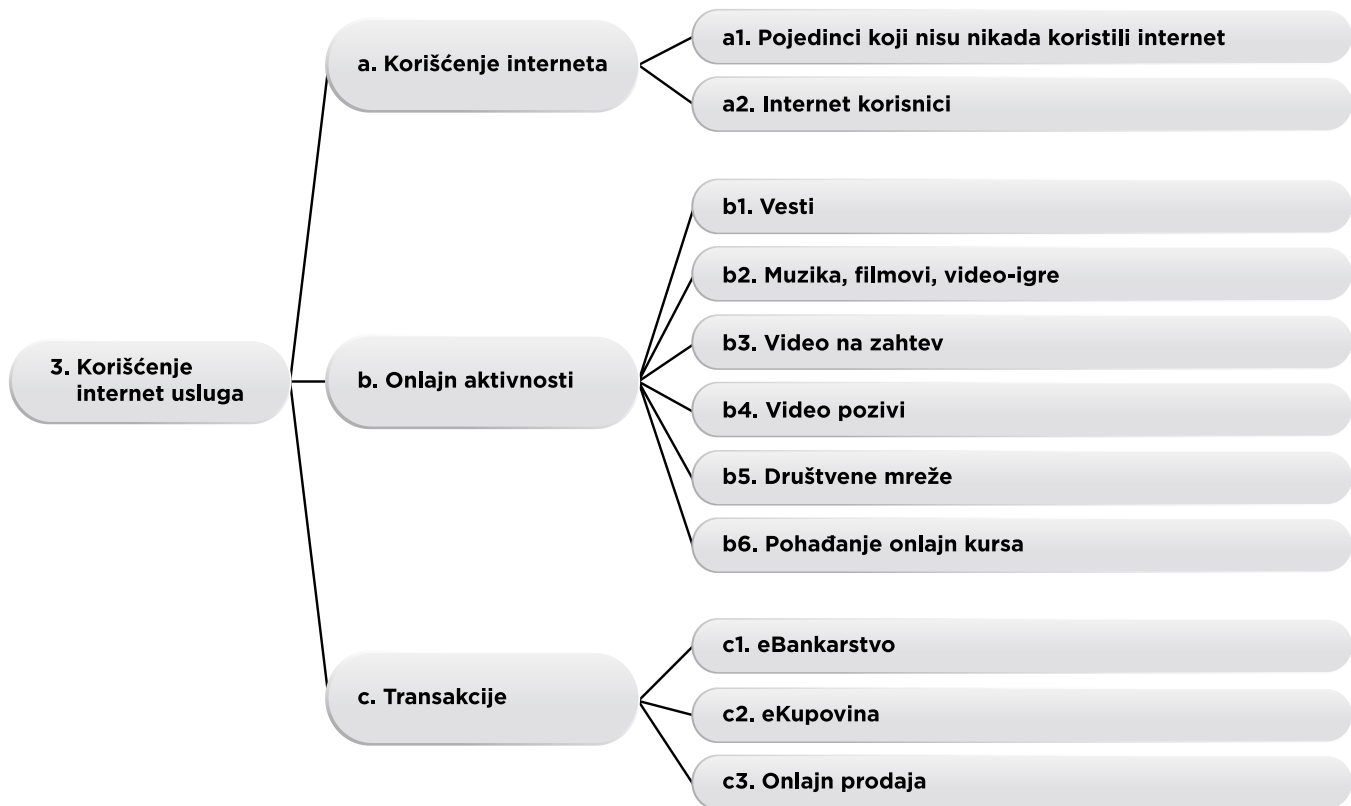 3. Korišćenje
internet usluga
a. Korišćenje interneta
a1. Pojedinci koji nisu nikada koristili internet
a2. Internet korisnici
b. Onlajn aktivnosti
b1. Vesti
b2. Muzika, filmovi, video-igre
b3. Video na zahtev
b4. Video pozivi
b5. Društvene mreže
b6. Pohađanje onlajn kursa
c. Transakcije
c1. eBankarstvo
c2. eKupovina
c3. Onlajn prodaja